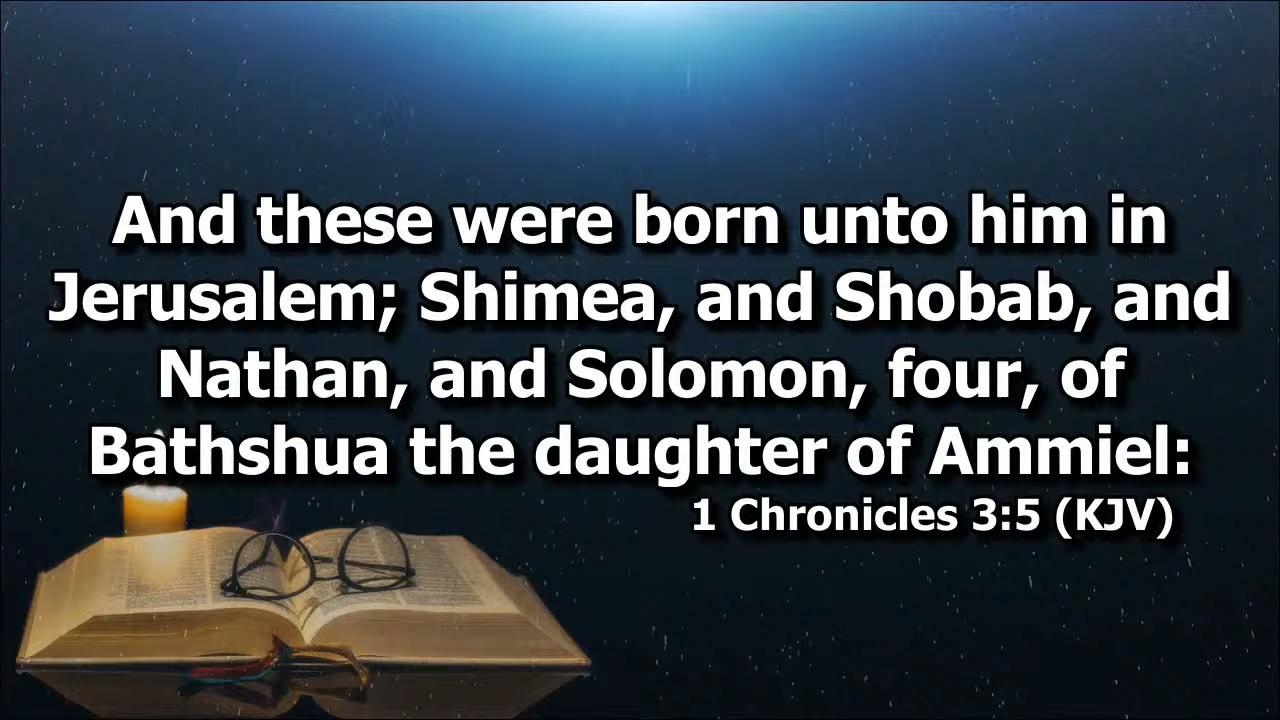 And these were born unto him in
Jerusalem; Shimea, and Shobab, and
Nathan, and Solomon, four, of
Bathshua the daughter of Ammiel:
1 Chronicles 3:5 (KJV)